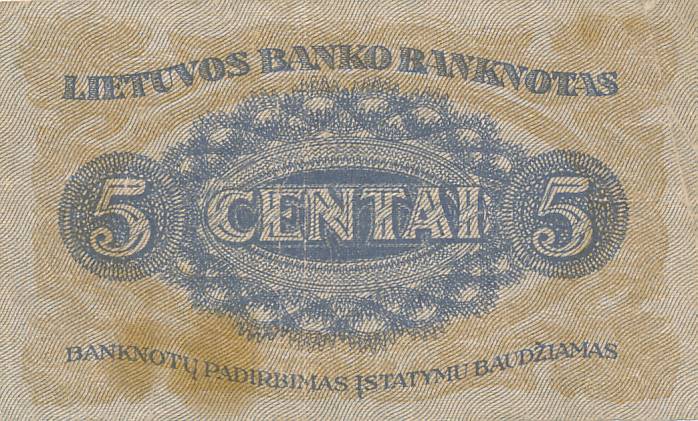 LIETUVOS BANKO BANKNOTAS
5 CENTAI 5
BANKNOTŲ PADIRBIMAS ĮSTATYMU BAUDŽIAMAS